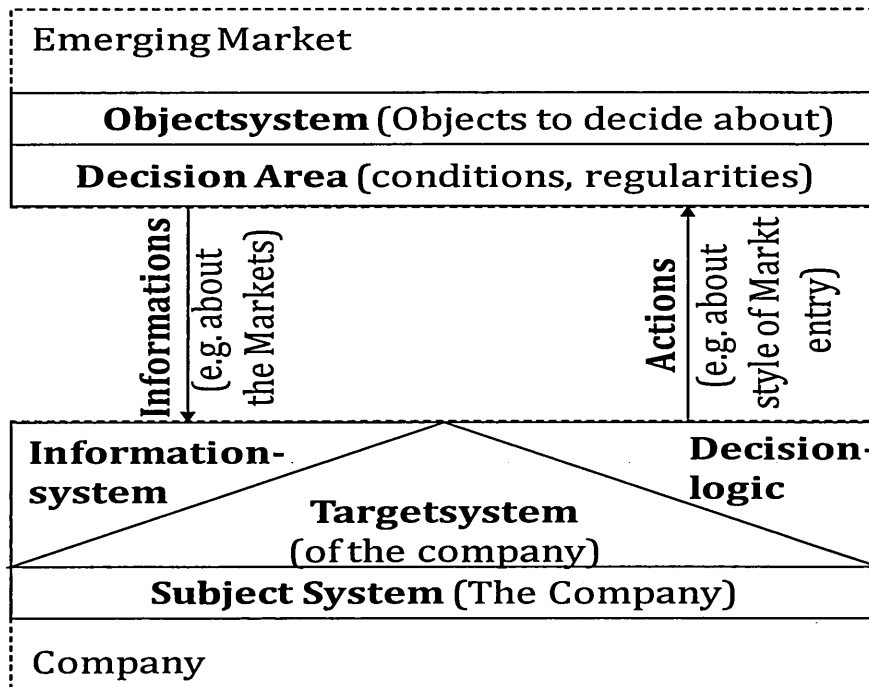 Emerging Market
Objectsystem (Objects to decide about)
Decision Area (conditions, regularities)
Informations
(e.g. about
the Markets)
Actions
(e.g. about
style of Markt
entry)
Information-
system
Decision-
logic
Targetsystem
(of the company)
Subject System (The Company)
Company